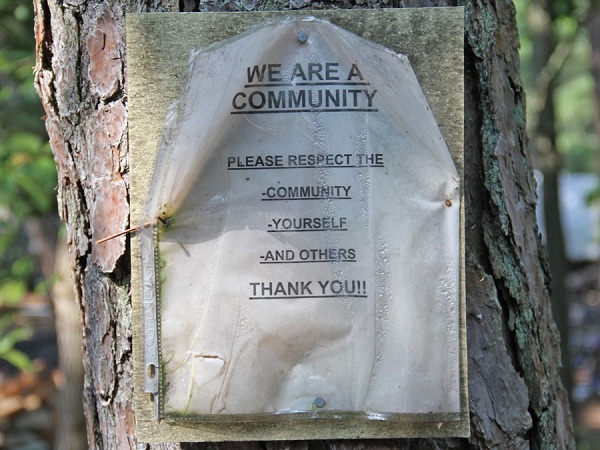 WE ARE A
COMMUNITY
PLEASE RESPECT THE
-COMMUNITY
-YOURSELF
-AND OTHERS
THANK YOU!!